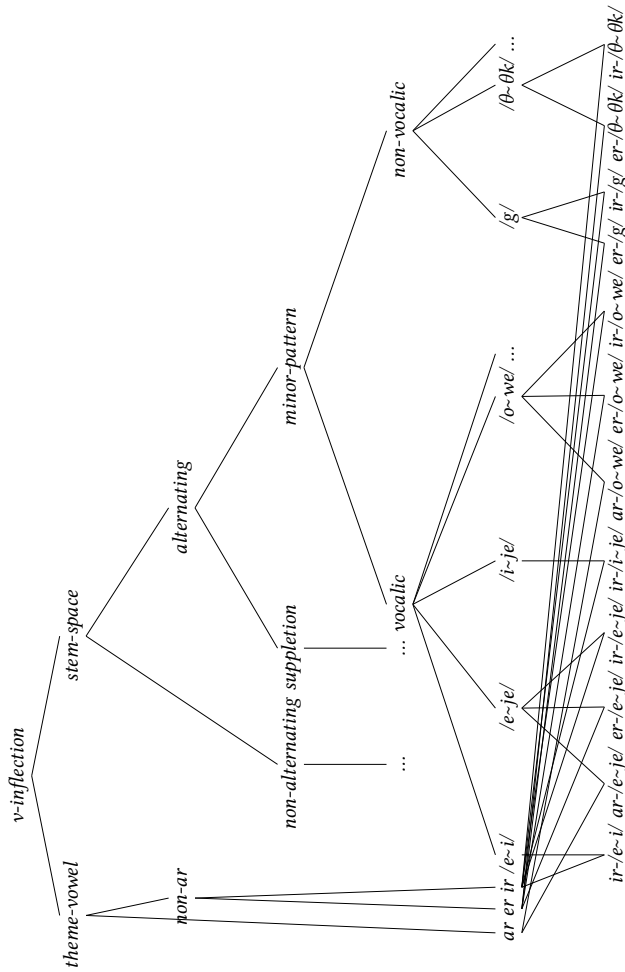 v-inflection
theme-vowel stem-space
non-ar alternating
non-alternating suppletion minor-pattern
... ... vocalic non-vocalic
ar er ir /e~i/ /e~je/ /i~je/ /o~we/ ... /g/ /θ~θk/ ...
ir-/e~i/ ar-/e~je/ er-/e~je/ ir-/e~je/ ir-/i~je/ ar-/o~we/ er-/o~we/ ir-/o~we/ er-/g/ ir-/g/ er-/θ~θk/ ir-/θ~θk/